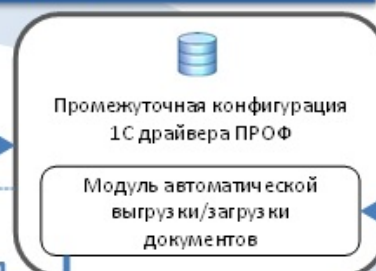 Промежуточная конфигурация
1С драйвера ПРОФ
Модуль автоматической
выгрузки/загрузки
документов